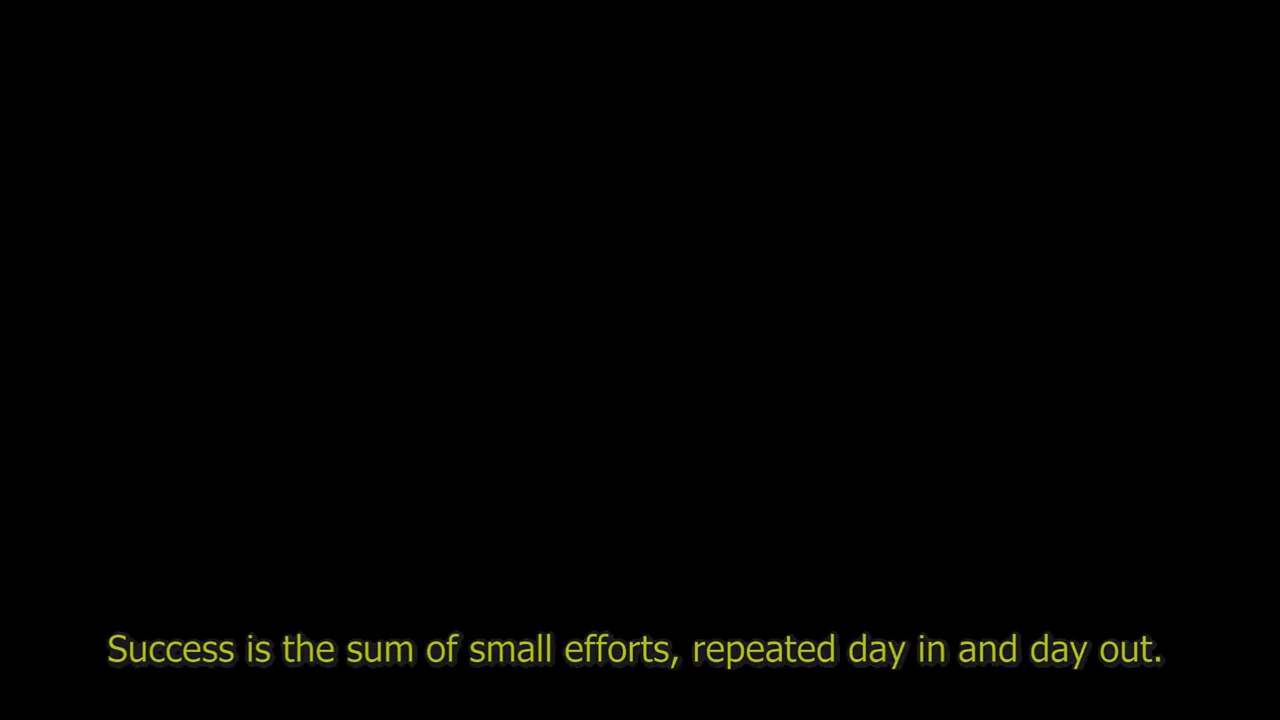 Success is the sum of small efforts, repeated day in and day out.